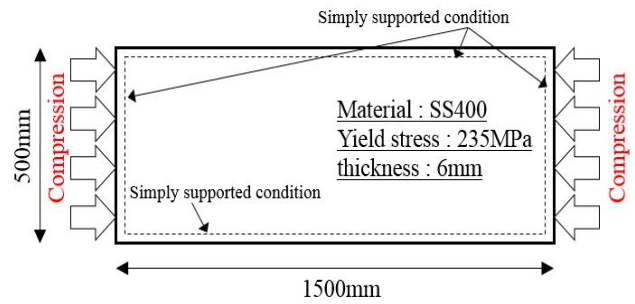 Simply supported condition
Compression
500mm
Material : SS400
Yield stress : 235MPa
thickness : 6mm
Simply supported condition
Compression
1500mm